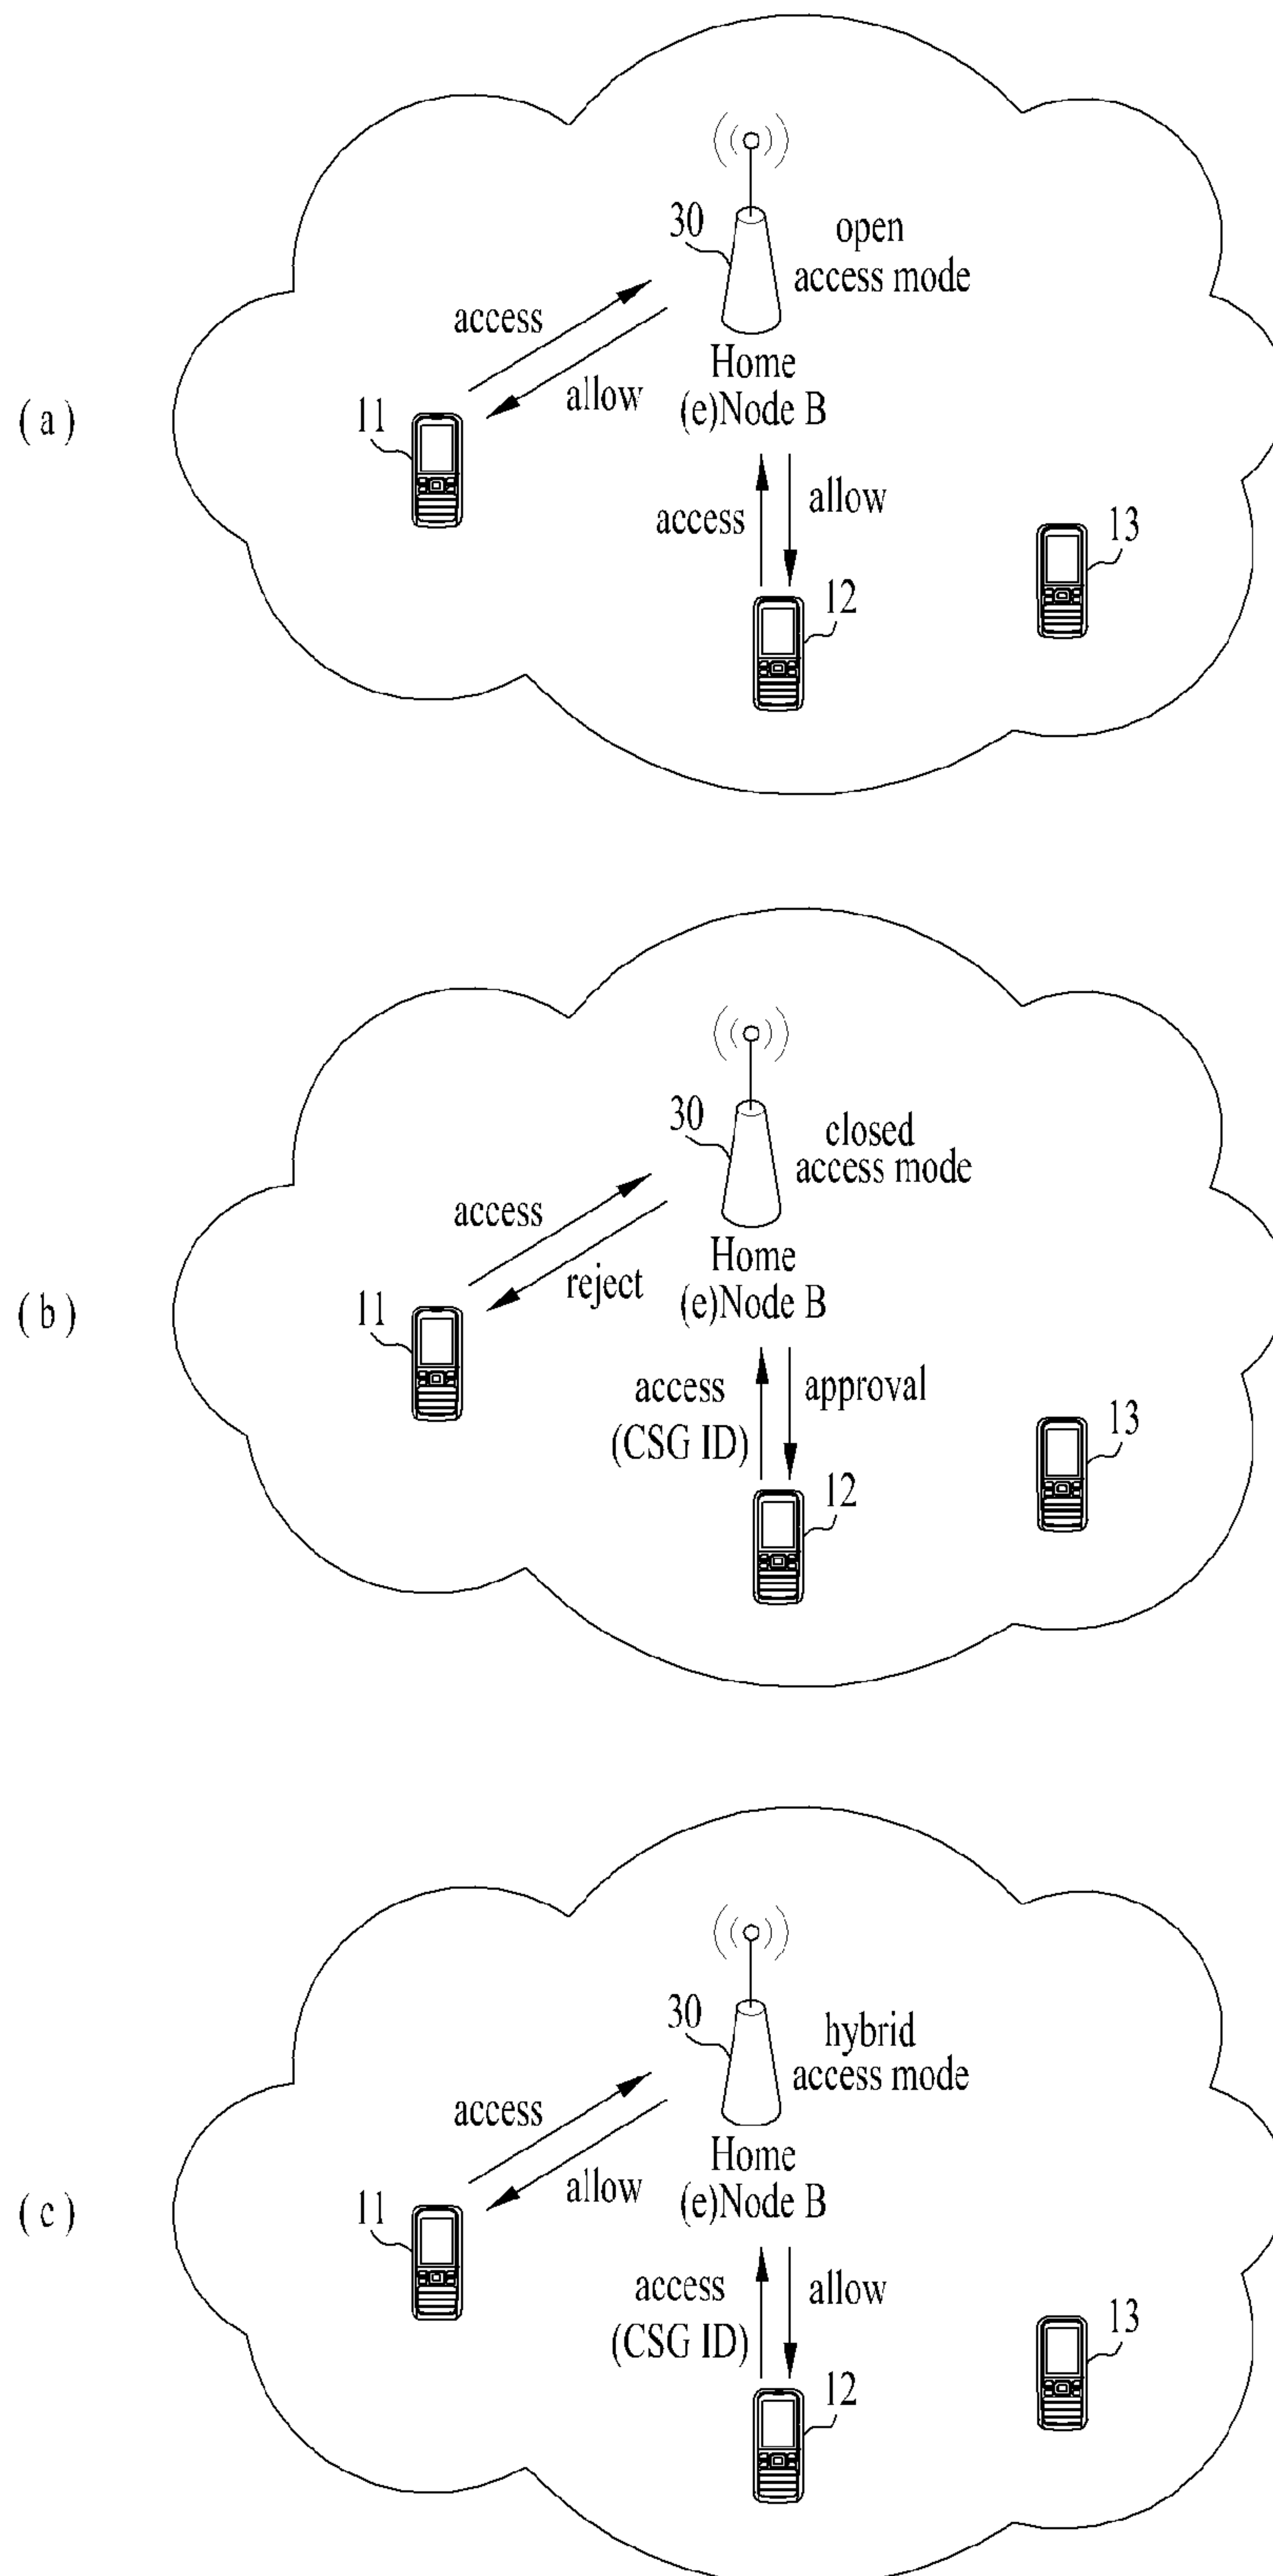 (a)
30
open
access mode
access
allow
Home
(e)Node B
11
access
allow
12
13
(b)
30
closed
access mode
access
reject
Home
(e)Node B
11
access
(CSG ID)
approval
12
13
(c)
30
hybrid
access mode
access
allow
Home
(e)Node B
11
access
(CSG ID)
allow
12
13